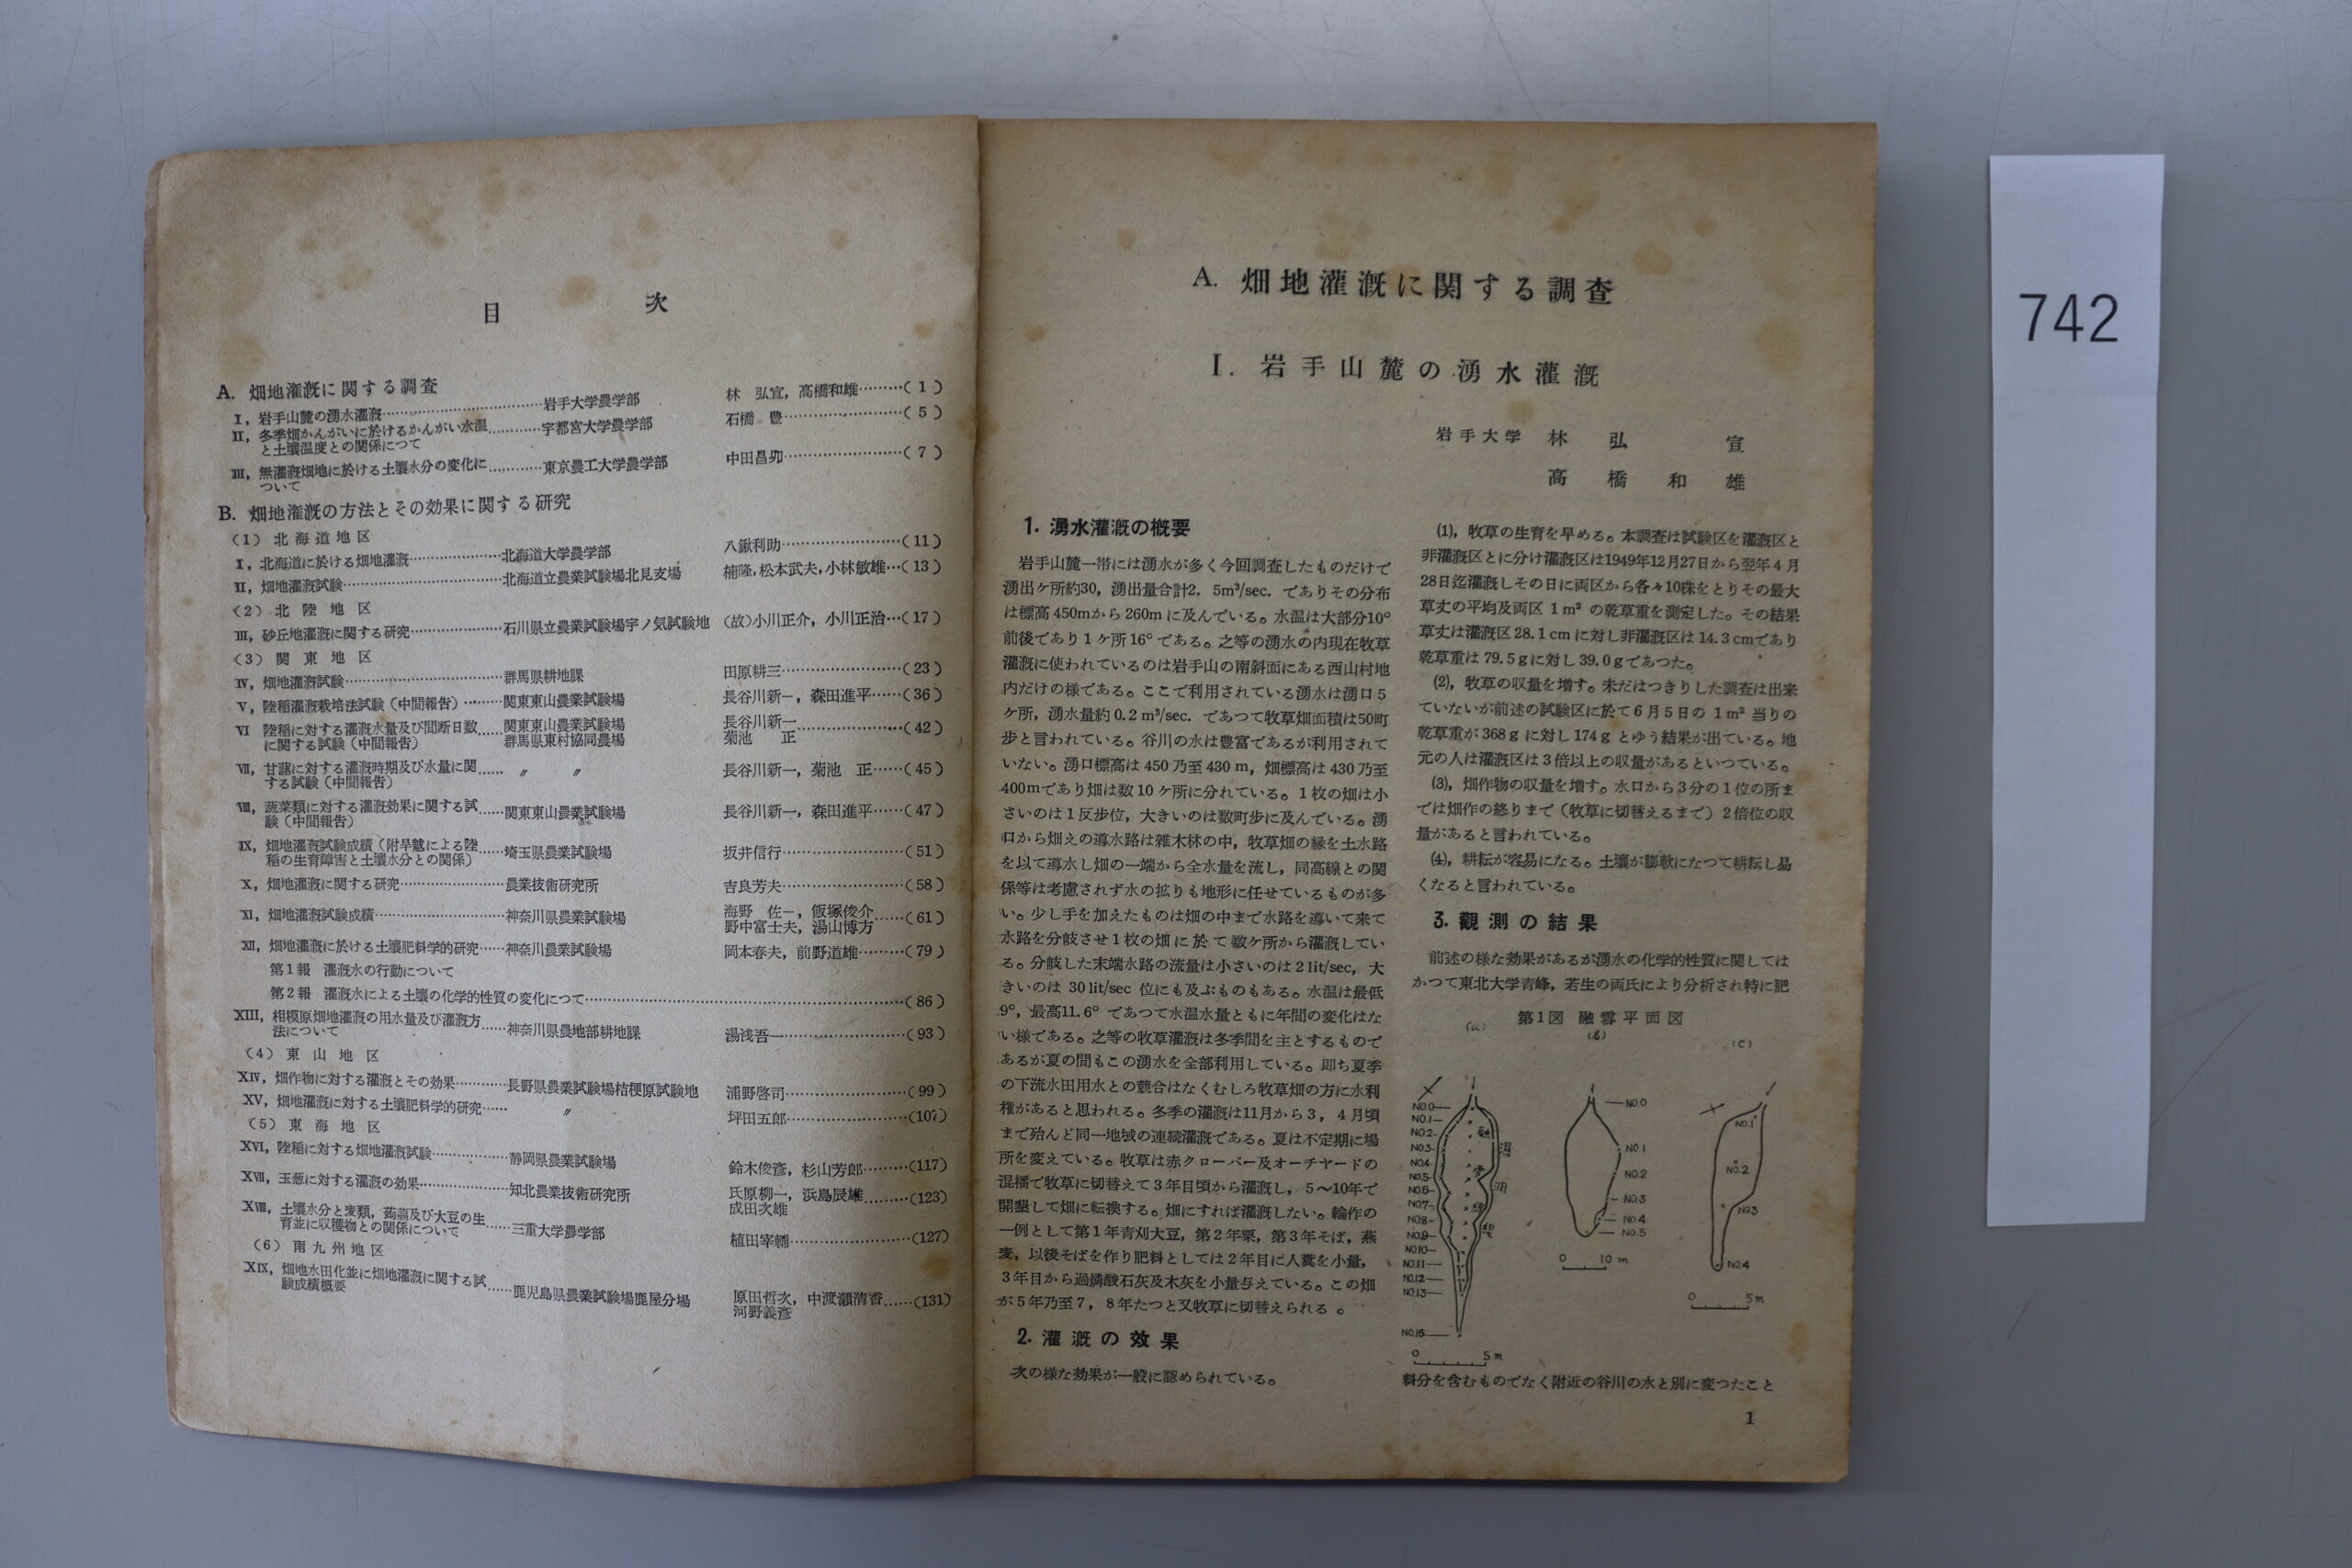 目 次
A. 畑地灌漑に関する調査
I, 岩手山麓の湧水灌漑……………………………岩手大学農学部 林 弘宣, 高橋和雄………( 1 )
II, 冬季畑かんがいに於けるかんがい水温…………宇都宮大学農学部 石橋 豊……………………( 5 )
と土壌温度との関係につて
III, 無灌漑畑地に於ける土壌水分の変化に…………東京農工大学農学部 中田昌卯……………………( 7 )
ついて
B. 畑地灌漑の方法とその効果に関する研究
(1) 北海道地区
I, 北海道に於ける畑地灌漑…………………北海道大学農学部 八鍬利助……………………(11)
II, 畑地灌漑試験……………………………北海道立農業試験場北見支場 楠隆, 松本武夫, 小林敏雄…(13)
(2) 北陸地区
III, 砂丘地灌漑に関する研究…………………石川県立農業試験場宇ノ気試験地 (故)小川正介, 小川正治…(17)
(3) 関東地区
IV, 畑地灌漑試験……………………………群馬県耕地課 田原耕三……………………(23)
V, 陸稲灌漑栽培法試験(中間報告)………関東東山農業試験場 長谷川新一, 森田進平……(36)
VI 陸稲に対する灌漑水量及び間断日数……関東東山農業試験場 長谷川新一…………………(42)
に関する試験(中間報告) 群馬県東村協同農場 菊池 正
VII, 甘藷に対する灌漑時期及び水量に関…… 〃 〃 長谷川新一, 菊池 正……(45)
する試験(中間報告)
VIII, 蔬菜類に対する灌漑効果に関する試……関東東山農業試験場 長谷川新一, 森田進平……(47)
験(中間報告)
IX, 畑地灌漑試験成績(附旱魃による陸……埼玉県農業試験場 坂井信行……………………(51)
稲の生育障害と土壌水分との関係)
X, 畑地灌漑に関する研究…………………農業技術研究所 吉良芳夫……………………(58)
XI, 畑地灌漑試験成績………………………神奈川県農業試験場 海野 佐一, 飯塚俊介……(61)
野中富士夫, 湯山博方
XII, 畑地灌漑に於ける土壌肥料学的研究……神奈川農業試験場 岡本春夫, 前野道雄………(79)
第1報 灌漑水の行動について
第2報 灌漑水による土壌の化学的性質の変化につて……………………………………………………(86)
XIII, 相模原畑地灌漑の用水量及び灌漑方……神奈川県農地部耕地課 湯浅吾一……………………(93)
法について
(4) 東山地区
XIV, 畑作物に対する灌漑とその効果…………長野県農業試験場桔梗原試験地 浦野啓司……………………(99)
XV, 畑地灌漑に対する土壌肥料学的研究…… 〃 坪田五郎……………………(107)
(5) 東海地区
XVI, 陸稲に対する畑地灌漑試験………………静岡県農業試験場 鈴木俊彦, 杉山芳郎………(117)
XVII, 玉葱に対する灌漑の効果…………………知北農業技術研究所 氏原柳一, 浜島辰雄………(123)
成田次雄
XVIII, 土壌水分と麦類, 蒟蒻及び大豆の生……三重大学農学部 植田宰輔……………………(127)
育並に収穫物との関係について
(6) 南九州地区
XIX, 畑地水田化並に畑地灌漑に関する試……鹿児島県農業試験場鹿屋分場 原田哲次, 中渡瀬清香……(131)
験成績概要 河野義彦
A. 畑地灌漑に関する調査
I. 岩手山麓の湧水灌漑
岩手大学 林 弘 宣
高橋和雄
1. 湧水灌漑の概要
岩手山麓一帯には湧水が多く今回調査したものだけで
湧出ケ所約30, 湧出量合計2. 5m³/sec. でありその分布
は標高450mから260mに及んでいる。水温は大部分10°
前後であり1ケ所16°である。之等の湧水の内現在牧草
灌漑に使われているのは岩手山の南斜面にある西山村地
内だけの様である。ここで利用されている湧水は湧口5
ケ所, 湧水量約0.2m³/sec. であつて牧草畑面積は50町
歩と言われている。谷川の水は豊富であるが利用されて
いない。湧口標高は450乃至430m, 畑標高は430乃至
400mであり畑は数10ケ所に分れている。1枚の畑は小
さいのは1反歩位, 大きいのは数町歩に及んでいる。湧
口から畑えの導水路は雑木林の中, 牧草畑の縁を土水路
を以て導水し畑の一端から全水量を流し, 同高線との関
係等は考慮されず水の拡りも地形に任せているものが多
い。少し手を加えたものは畑の中まで水路を導いて来て
水路を分岐させ1枚の畑に於て数ケ所から灌漑してい
る。分岐した末端水路の流量は小さいのは2lit/sec, 大
きいのは30lit/sec 位にも及ぶものもある。水温は最低
9°, 最高11.6° であつて水温水量ともに年間の変化はな
い様である。之等の牧草灌漑は冬季間を主とするもので
あるが夏の間もこの湧水を全部利用している。即ち夏季
の下流水田用水との競合はなくむしろ牧草畑の方に水利
権があると思われる。冬季の灌漑は11月から3, 4月頃
まで殆んど同一地域の連続灌漑である。夏は不定期に場
所を変えている。牧草は赤クローバー及オーチヤードの
混播で牧草に切替えて3年目頃から灌漑し, 5〜10年で
開墾して畑に転換する。畑にすれば灌漑しない。輪作の
一例として第1年青刈大豆, 第2年粟, 第3年そば, 燕
麦, 以後そばを作り肥料としては2年目に人糞を小量,
3年目から過燐酸石灰及木灰を小量与えている。この畑
が5年乃至7, 8年たつと又牧草に切替えられる。
2. 灌漑の効果
次の様な効果が一般に認められている。
(1), 牧草の生育を早める。本調査は試験区を灌漑区と
非灌漑区とに分け灌漑区は1949年12月27日から翌年4月
28日迄灌漑しその日に両区から各々10株をとりその最大
草丈の平均及両区1m²の乾草重を測定した。その結果
草丈は灌漑区28.1cmに対し非灌漑区は14.3cmであり
乾草重は79.5gに対し39.0gであつた。
(2), 牧草の収量を増す。未だはつきりした調査は出来
ていないが前述の試験区に於て6月5日の1m²当りの
乾草重が368gに対し174gとゆう結果が出ている。地
元の人は灌漑区は3倍以上の収量があるといつている。
(3), 畑作物の収量を増す。水口から3分の1位の所ま
では畑作の終りまで(牧草に切替えるまで)2倍位の収
量があると言われている。
(4), 耕耘が容易になる。土壌が膨軟になつて耕耘し易
くなると言われている。
3. 観測の結果
前述の様な効果があるが湧水の化学的性質に関しては
かつて東北大学青峰, 若生の両氏により分析され特に肥
第1図 融雪平面図
(a) (b) (c)
NO.0
NO.1
NO.2
NO.3
NO.4
NO.5
NO.6
NO.7
NO.8
NO.9
NO.10
NO.11
NO.12
NO.13
NO.16
0 5m
NO.0
NO.1
NO.2
NO.3
NO.4
NO.5
0 10m
NO.1
NO.2
NO.3
NO.4
0 5m
料分を含むものでなく附近の谷川の水と別に変つたこと
1
742